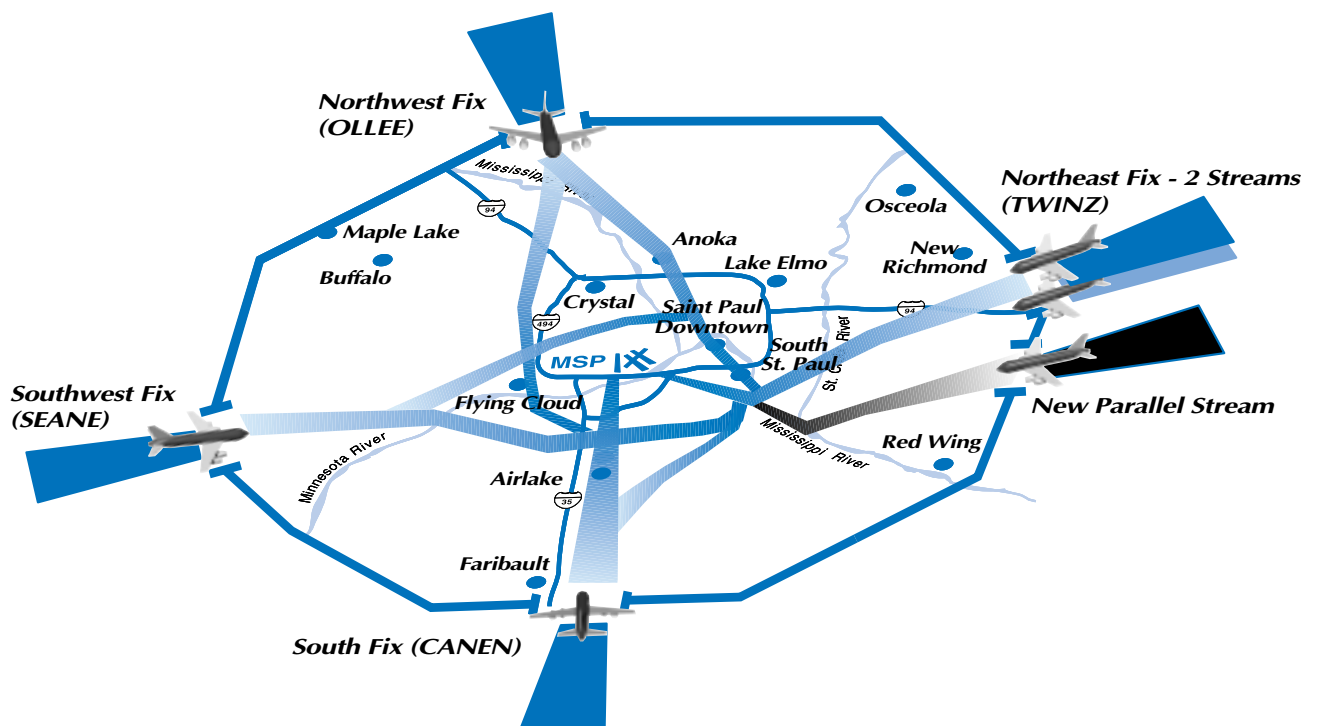 Northwest Fix
(OLLEE)
Mississippi River
94
Northeast Fix - 2 Streams
(TWINZ)
Osceola
Maple Lake
Buffalo
Anoka
New
Richmond
Lake Elmo
Crystal
Saint Paul
Downtown
94
494
MSP
South
St. Paul
River
Southwest Fix
(SEANE)
Flying Cloud
New Parallel Stream
Minnesota River
Mississippi River
Red Wing
Airlake
35
Faribault
South Fix (CANEN)